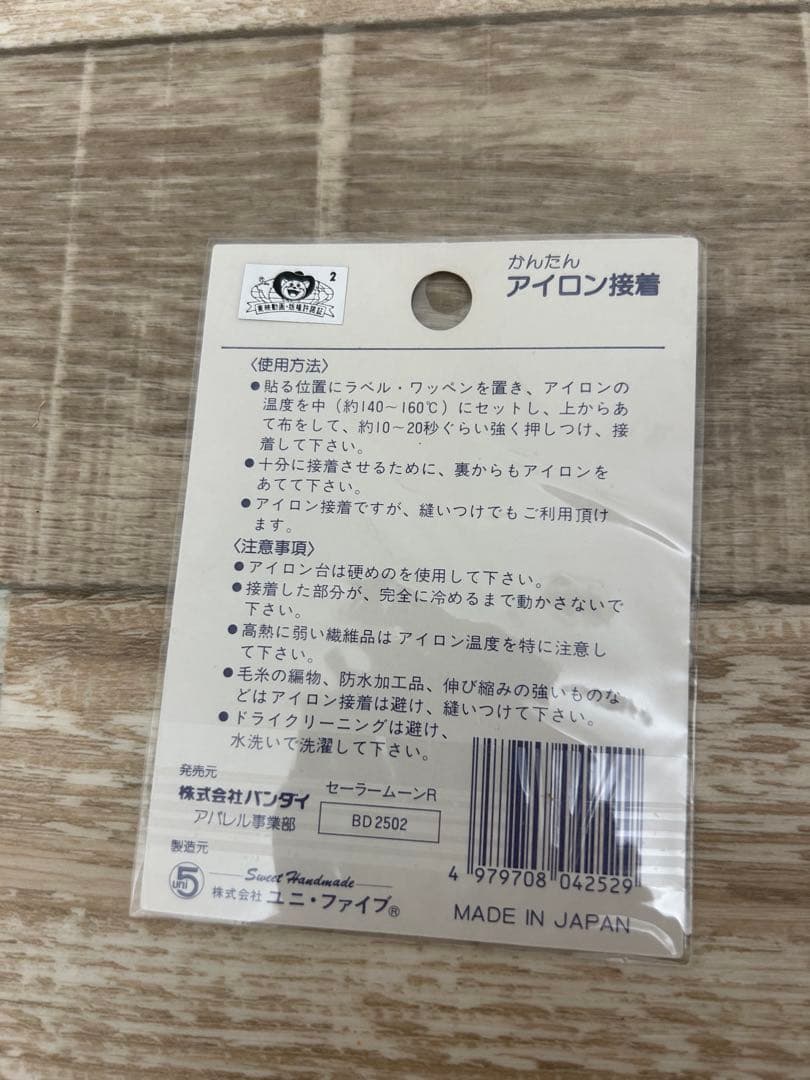 2
東映動画・版権許諾証
かんたん
アイロン接着
〈使用方法〉
●貼る位置にラベル・ワッペンを置き、アイロンの
温度を中（約140～160℃）にセットし、上からあ
て布をして、約10～20秒ぐらい強く押しつけ、接
着して下さい。
●十分に接着させるために、裏からもアイロンを
あてて下さい。
●アイロン接着ですが、縫いつけでもご利用頂け
ます。
〈注意事項〉
●アイロン台は硬めのを使用して下さい。
●接着した部分が、完全に冷めるまで動かさないで
下さい。
●高熱に弱い繊維品はアイロン温度を特に注意し
て下さい。
●毛糸の編物、防水加工品、伸び縮みの強いものな
どはアイロン接着は避け、縫いつけて下さい。
●ドライクリーニングは避け、
水洗いで洗濯して下さい。
発売元
株式会社バンダイ
アパレル事業部
セーラームーンR
BD2502
製造元
5 uni
Sweet Handmade
株式会社 ユニ・ファイブ®
4 979708 042529
MADE IN JAPAN